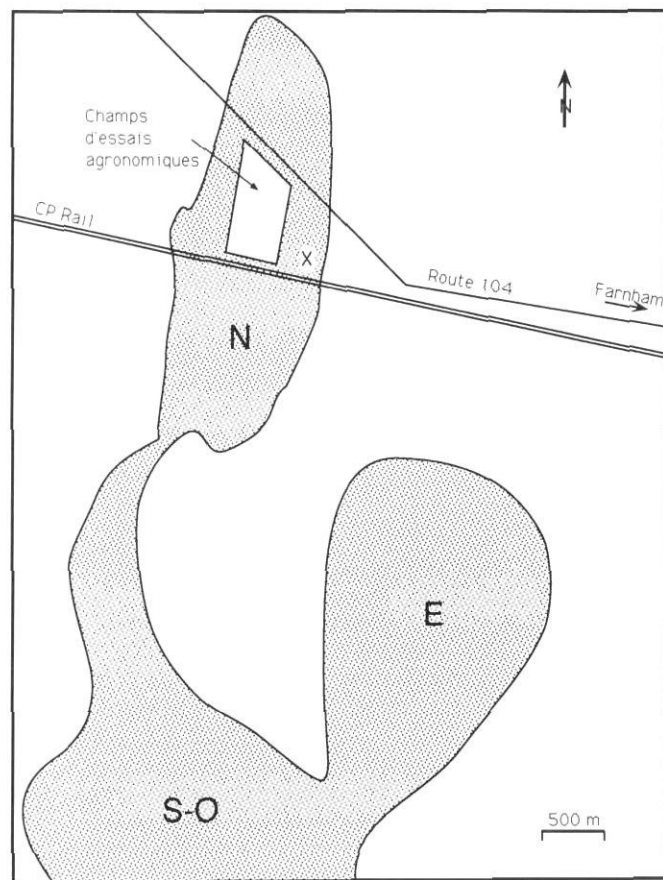 N
Champs
d'essais
agronomiques
CP Rail
X
Route 104
Farnham
N
E
S-O
500 m